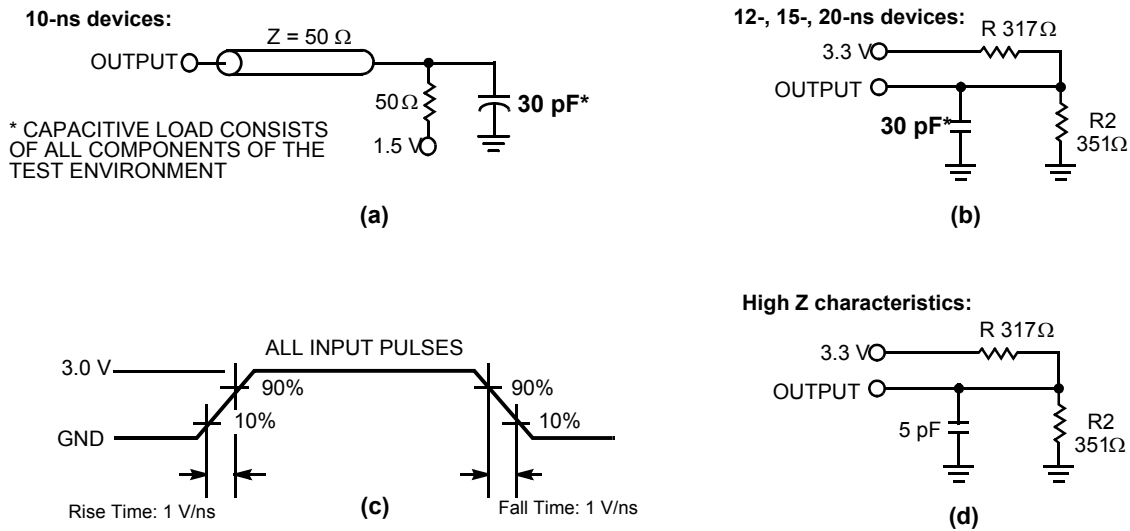 10-ns devices:
Z = 50 Ω
OUTPUT
50Ω
30 pF*
1.5 V
* CAPACITIVE LOAD CONSISTS
OF ALL COMPONENTS OF THE
TEST ENVIRONMENT
(a)
12-, 15-, 20-ns devices:
R 317Ω
3.3 V
OUTPUT
30 pF*
R2
351Ω
(b)
ALL INPUT PULSES
3.0 V
90%
90%
10%
10%
GND
Rise Time: 1 V/ns
(c)
Fall Time: 1 V/ns
High Z characteristics:
R 317Ω
3.3 V
OUTPUT
5 pF
R2
351Ω
(d)